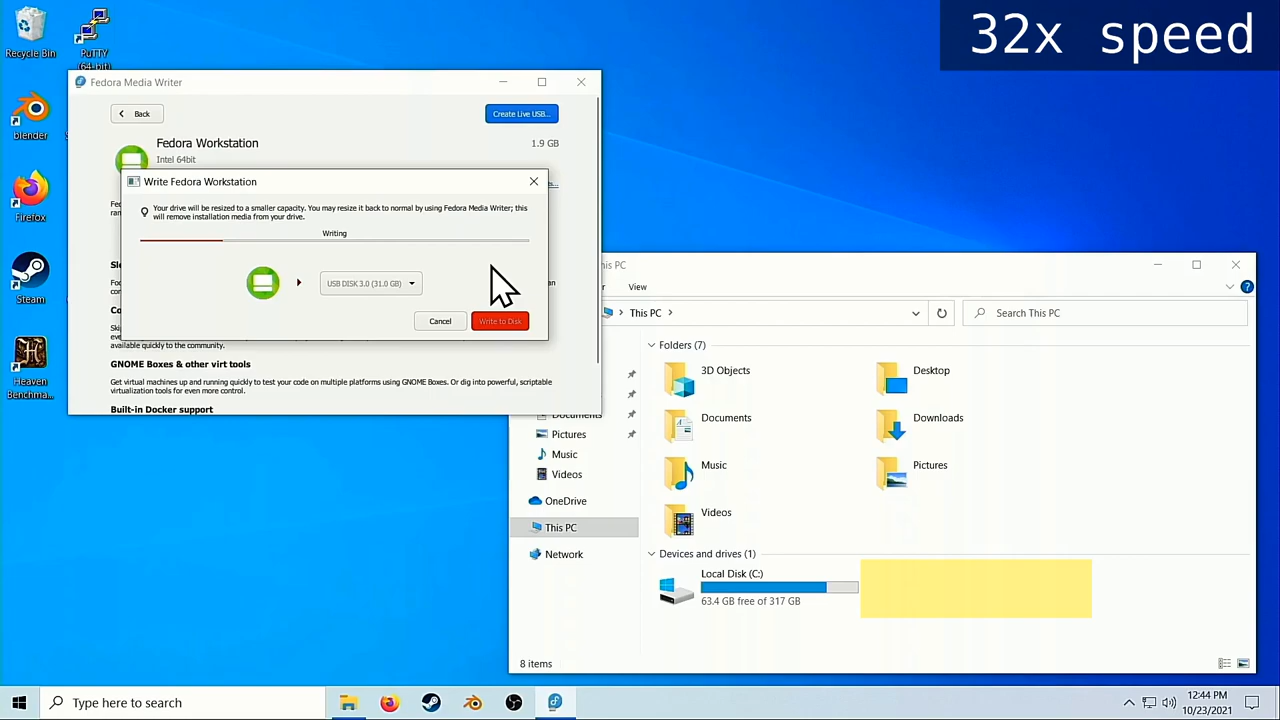 32x speed
Recycle Bin
PuTTY
(64-bit)
blender
Firefox
Steam
Heaven
Benchma...
Fedora Media Writer
Back
Create Live USB...
Fedora Workstation
1.9 GB
Intel 64bit
Write Fedora Workstation
Your drive will be resized to a smaller capacity. You may resize it back to normal by using Fedora Media Writer; this
will remove installation media from your drive.
Writing
USB DISK 3.0 (31.0 GB)
Cancel
Write to Disk
available quickly to the community.
GNOME Boxes & other virt tools
Get virtual machines up and running quickly to test your code on multiple platforms using GNOME Boxes. Or dig into powerful, scriptable
virtualization tools for even more control.
Built-in Docker support
his PC
View
This PC
Search This PC
Documents
Pictures
Music
Videos
OneDrive
This PC
Network
Folders (7)
3D Objects
Desktop
Documents
Downloads
Music
Pictures
Videos
Devices and drives (1)
Local Disk (C:)
63.4 GB free of 317 GB
8 items
Type here to search
12:44 PM
10/23/2021